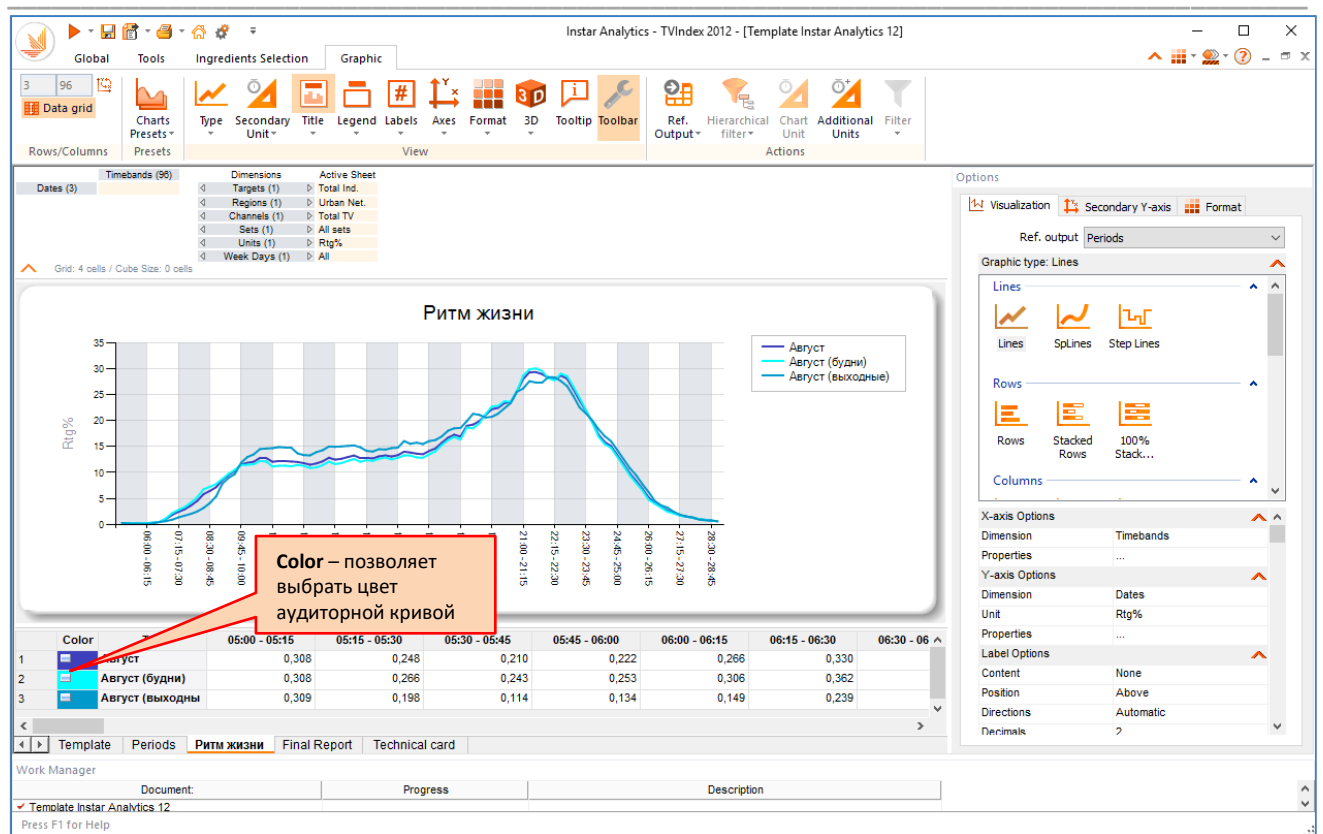 Instar Analytics - TVIndex 2012 - [Template Instar Analytics 12]
Global Tools Ingredients Selection Graphic
3 96
Data grid
Charts Presets
Type
Secondary Unit
Title
Legend
Labels
Axes
Format
3D
Tooltip
Toolbar
Ref. Output
Hierarchical filter
Chart Unit
Additional Units
Filter
Rows/Columns Presets View Actions
Timebands (96)
Dates (3)
Dimensions Active Sheet
Targets (1) Total Ind.
Regions (1) Urban Net.
Channels (1) Total TV
Sets (1) All sets
Units (1) Rtg%
Week Days (1) All
Grid: 4 cells / Cube Size: 0 cells
Ритм жизни
Rtg%
35
30
25
20
15
10
5
0
06:00 - 06:15
07:15 - 07:30
08:30 - 08:45
09:45 - 10:00
21:00 - 21:15
22:15 - 22:30
23:30 - 23:45
24:45 - 25:00
26:00 - 26:15
27:15 - 27:30
28:30 - 28:45
Август
Август (будни)
Август (выходные)
Color – позволяет
выбрать цвет
аудиторной кривой
Color 05:00 - 05:15 05:15 - 05:30 05:30 - 05:45 05:45 - 06:00 06:00 - 06:15 06:15 - 06:30 06:30 - 06
1 Август 0,308 0,248 0,210 0,222 0,266 0,330
2 Август (будни) 0,308 0,266 0,243 0,253 0,306 0,362
3 Август (выходны 0,309 0,198 0,114 0,134 0,149 0,239
Template Periods Ритм жизни Final Report Technical card
Options
Visualization Secondary Y-axis Format
Ref. output Periods
Graphic type: Lines
Lines
Lines SpLines Step Lines
Rows
Rows Stacked Rows 100% Stack...
Columns
X-axis Options
Dimension Timebands
Properties ...
Y-axis Options
Dimension Dates
Unit Rtg%
Properties ...
Label Options
Content None
Position Above
Directions Automatic
Decimals 2
Work Manager
Document: Progress Description
Template Instar Analytics 12
Press F1 for Help